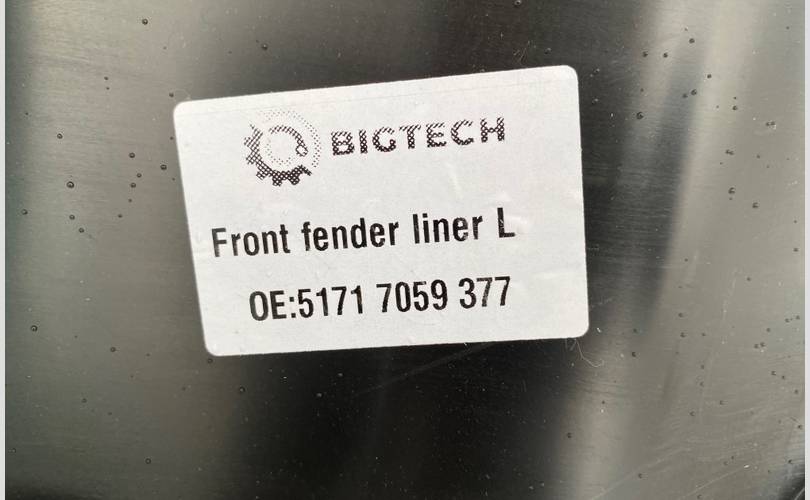 BIGTECH
Front fender liner L
OE:5171 7059 377